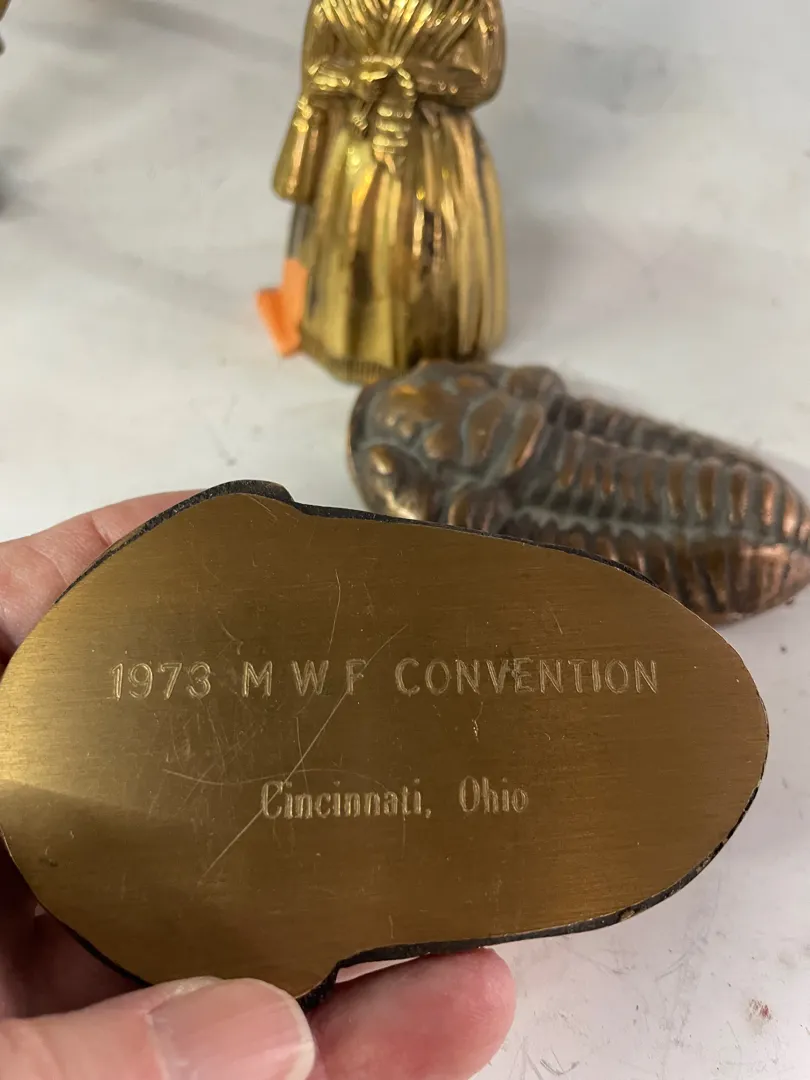 1973 M W F CONVENTION
Cincinnati, Ohio